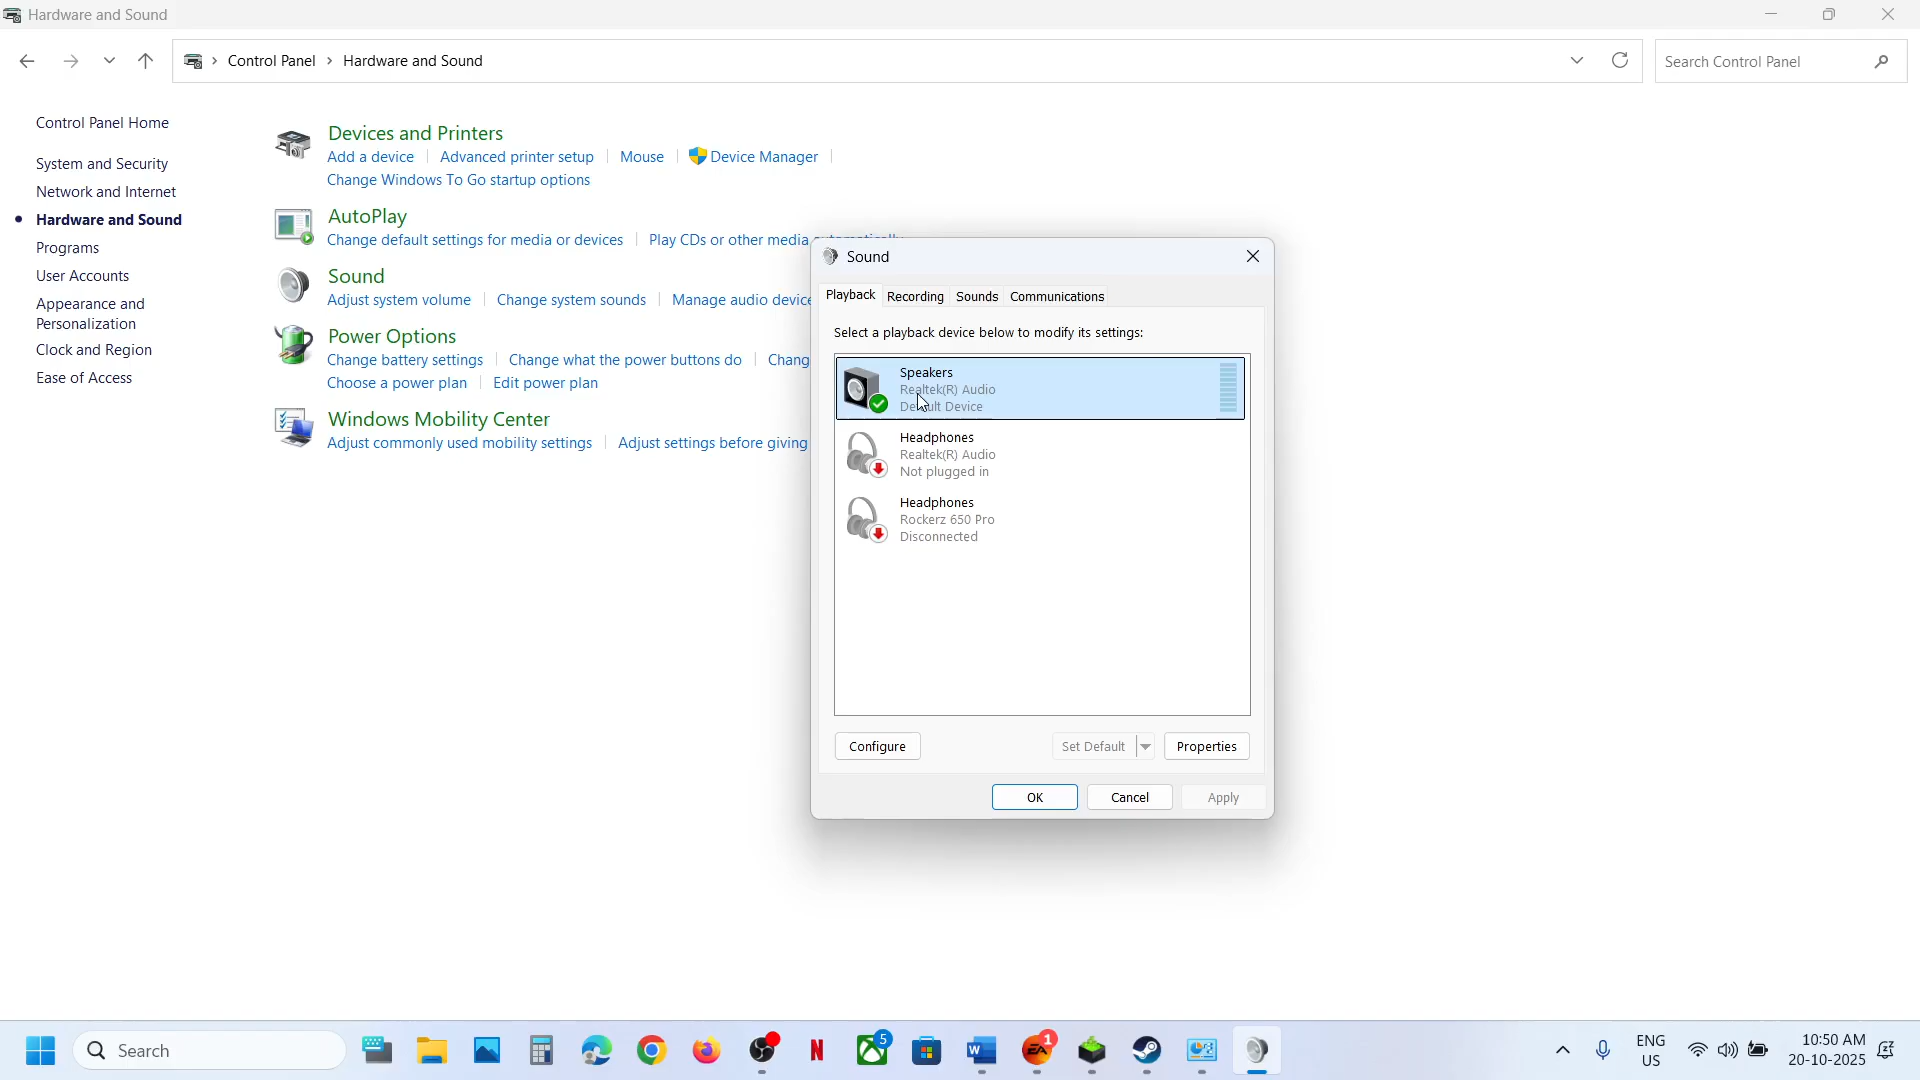 Hardware and Sound
Control Panel > Hardware and Sound
Search Control Panel
Control Panel Home
System and Security
Network and Internet
Hardware and Sound
Programs
User Accounts
Appearance and
Personalization
Clock and Region
Ease of Access
Devices and Printers
Add a device
Advanced printer setup
Mouse
Device Manager
Change Windows To Go startup options
AutoPlay
Change default settings for media or devices
Play CDs or other media
Sound
Adjust system volume
Change system sounds
Manage audio
Power Options
Change battery settings
Change what the power buttons do
Choose a power plan
Edit power plan
Windows Mobility Center
Adjust commonly used mobility settings
Adjust settings before giving
Sound
Playback
Recording
Sounds
Communications
Select a playback device below to modify its settings:
Speakers
Realtek(R) Audio
Default Device
Headphones
Realtek(R) Audio
Not plugged in
Headphones
Rockerz 650 Pro
Disconnected
Configure
Set Default
Properties
OK
Cancel
Apply
Search
5
1
ENG
US
10:50 AM
20-10-2025